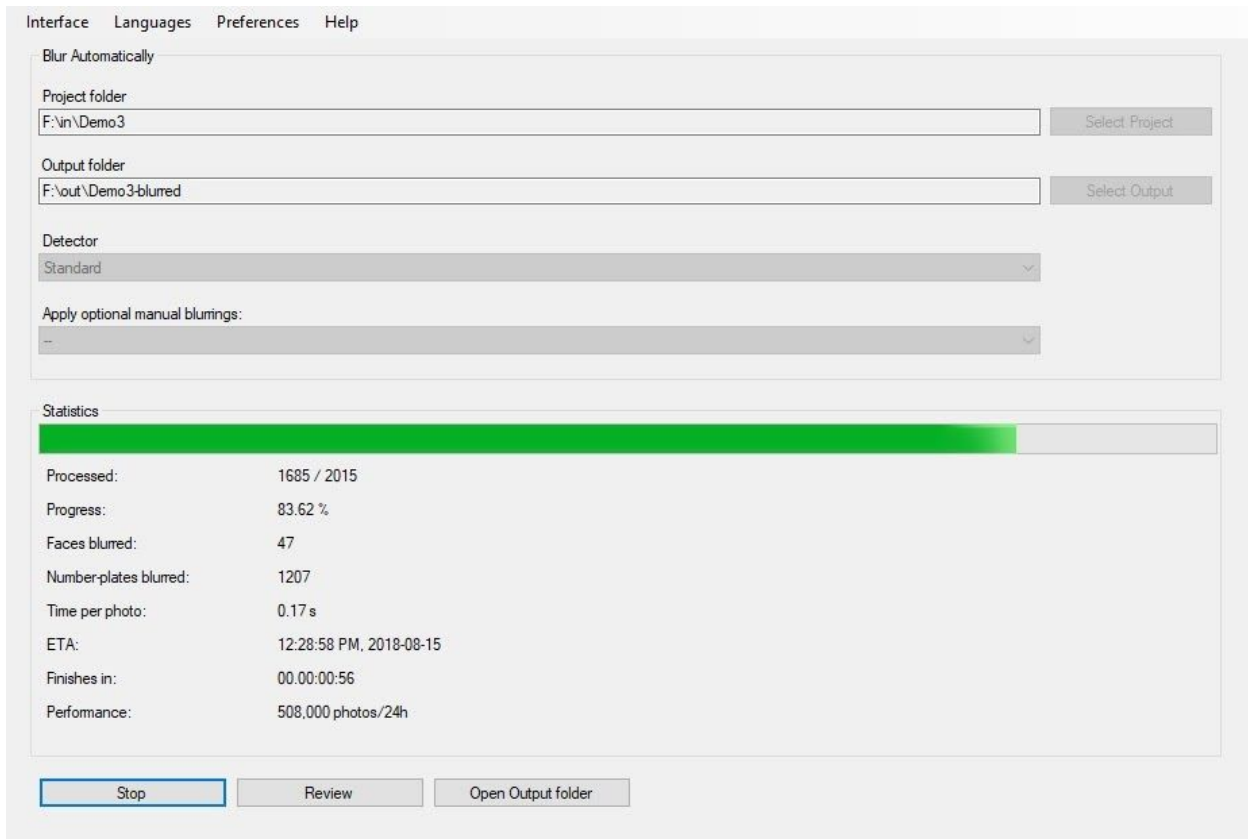 Interface Languages Preferences Help
Blur Automatically
Project folder
F:\in\Demo3 Select Project
Output folder
F:\out\Demo3-blurred Select Output
Detector
Standard
Apply optional manual blurrings:
--
Statistics
Processed: 1685 / 2015
Progress: 83.62 %
Faces blurred: 47
Number-plates blurred: 1207
Time per photo: 0.17 s
ETA: 12:28:58 PM, 2018-08-15
Finishes in: 00.00:00:56
Performance: 508,000 photos/24h
Stop Review Open Output folder